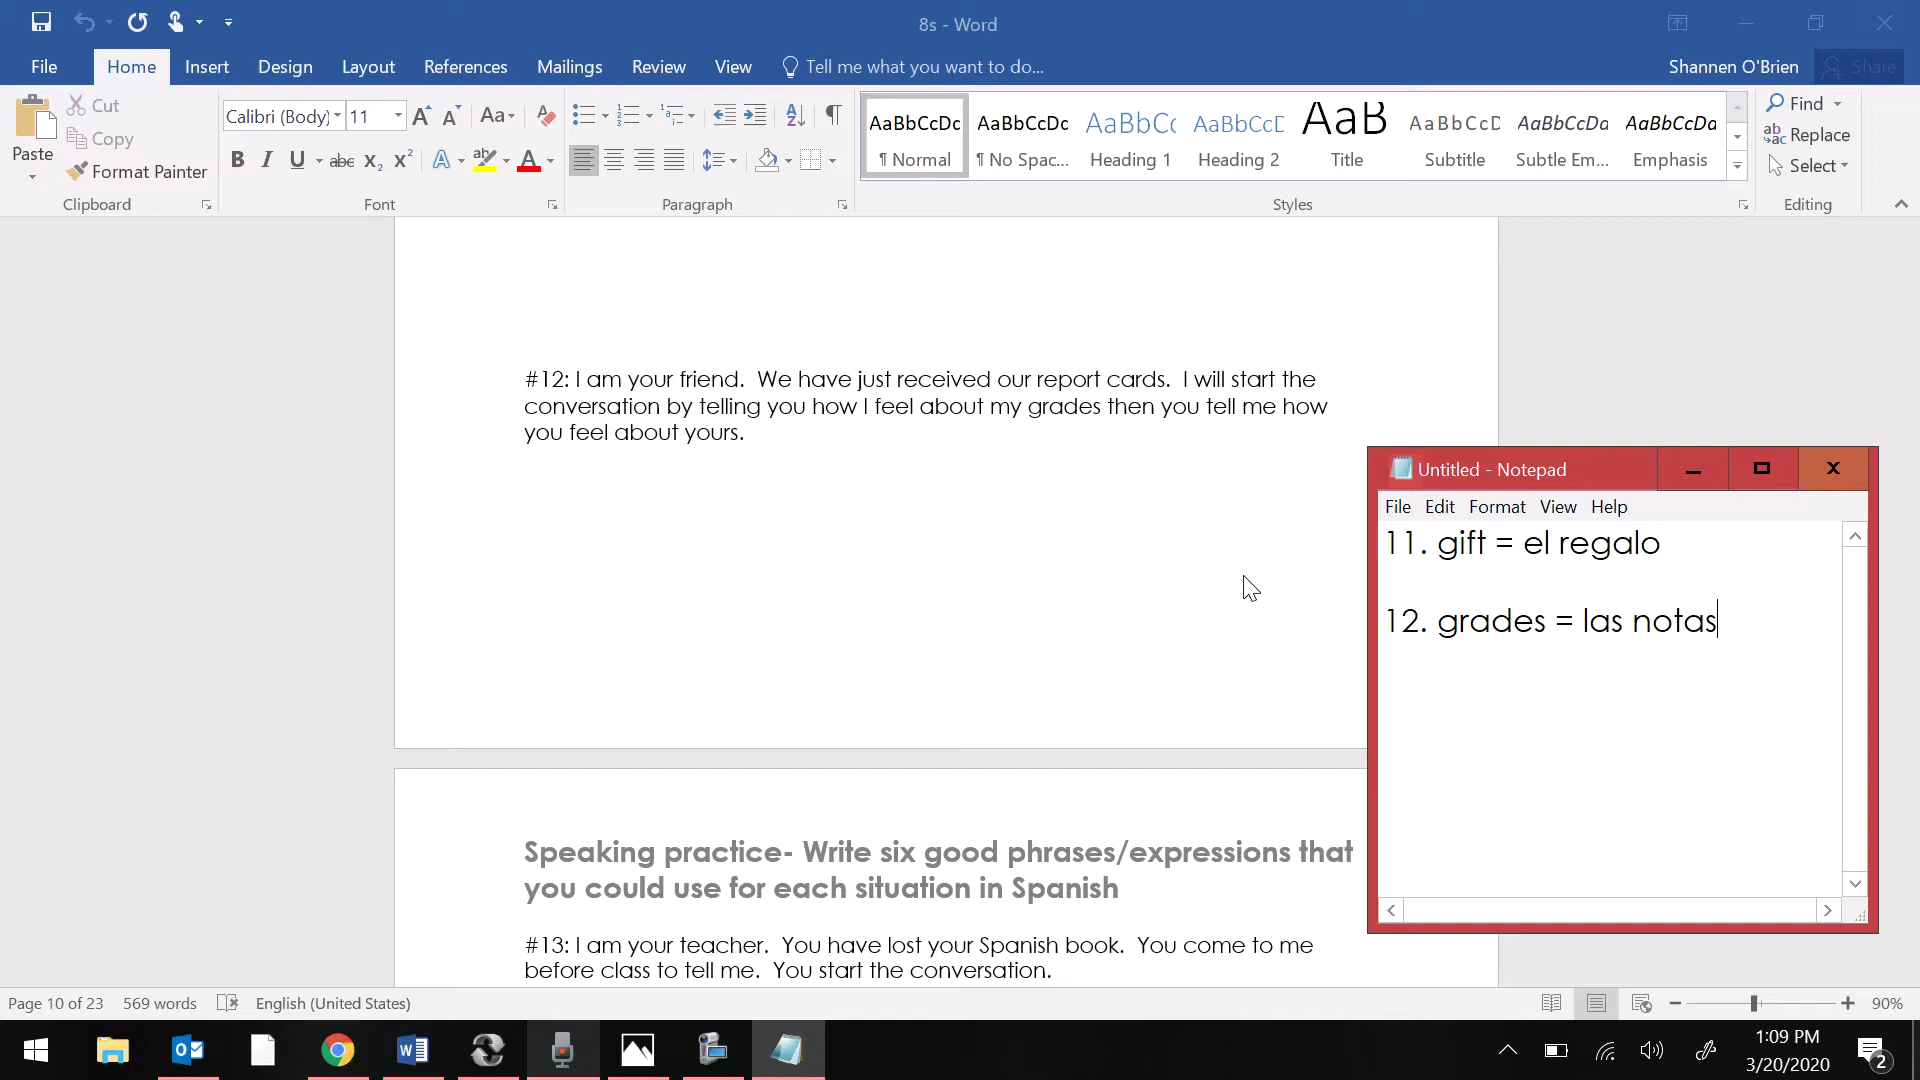 8s - Word
File Home Insert Design Layout References Mailings Review View Tell me what you want to do... Shannen O'Brien Share
Paste Cut Copy Format Painter Clipboard
Calibri (Body) 11 Aa
B I U abc X₂ X² A ab A Font
Paragraph
AaBbCcDc AaBbCcDc AaBbCc AaBbCcD AaB AaBbCcD AaBbCcDa AaBbCcDa
¶ Normal ¶ No Spac... Heading 1 Heading 2 Title Subtitle Subtle Em... Emphasis
Styles
Find
Replace
Select
Editing
#12: I am your friend. We have just received our report cards. I will start the
conversation by telling you how I feel about my grades then you tell me how
you feel about yours.
Untitled - Notepad
File Edit Format View Help
11. gift = el regalo
12. grades = las notas
Speaking practice- Write six good phrases/expressions that
you could use for each situation in Spanish
#13: I am your teacher. You have lost your Spanish book. You come to me
before class to tell me. You start the conversation.
Page 10 of 23 569 words English (United States) 90%
1:09 PM
3/20/2020
2